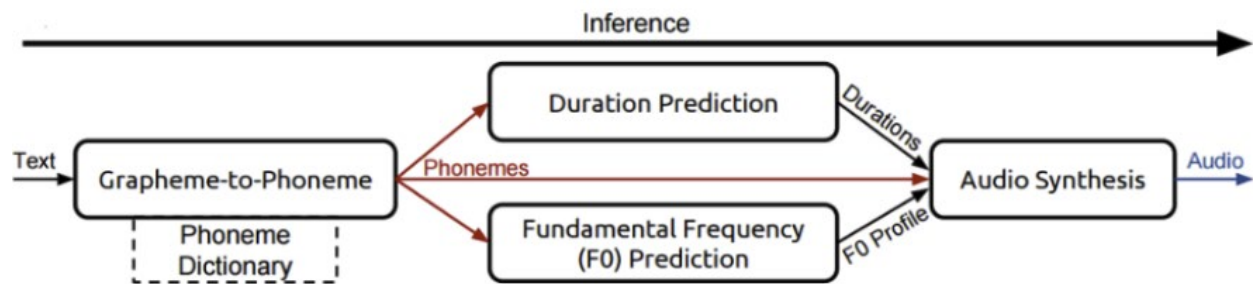 Inference
Duration Prediction
Durations
Text
Grapheme-to-Phoneme
Phonemes
Audio Synthesis
Audio
Phoneme
Dictionary
Fundamental Frequency
(F0) Prediction
F0 Profile